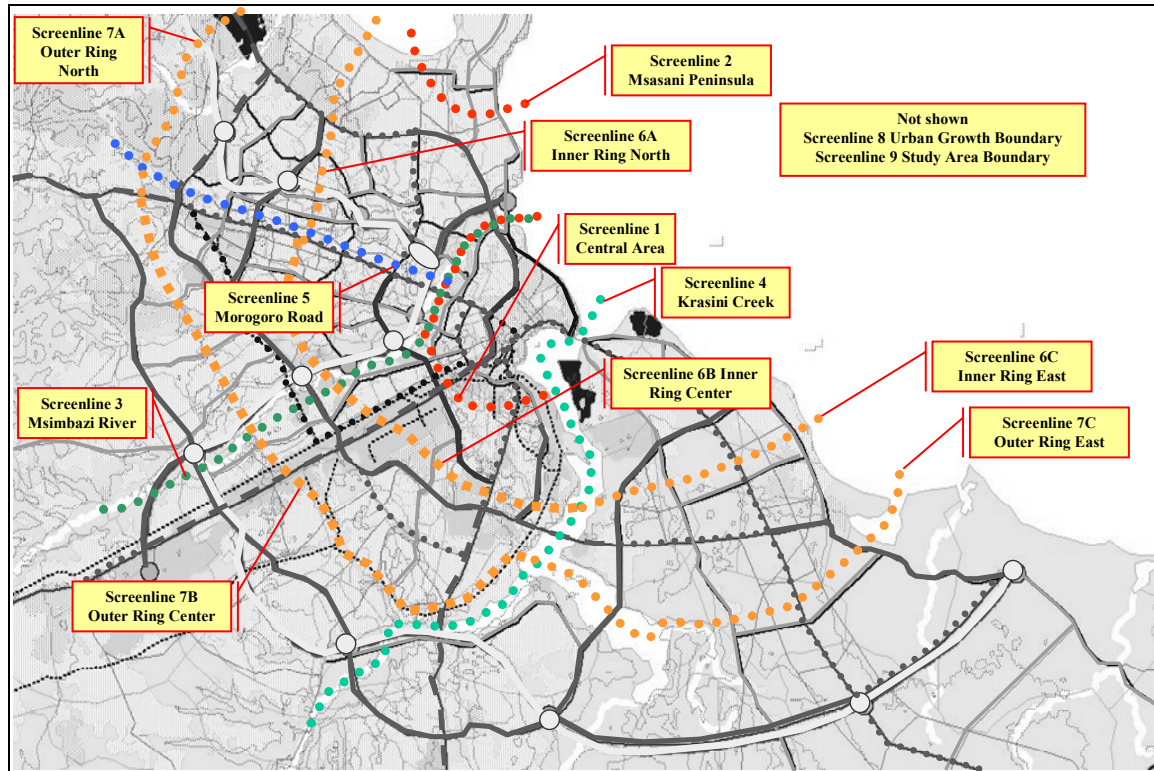 Screenline 7A
Outer Ring
North
Screenline 2
Msasani Peninsula
Not shown
Screenline 8 Urban Growth Boundary
Screenline 9 Study Area Boundary
Screenline 6A
Inner Ring North
Screenline 1
Central Area
Screenline 4
Krasini Creek
Screenline 5
Morogoro Road
Screenline 6B Inner
Ring Center
Screenline 6C
Inner Ring East
Screenline 3
Msimbazi River
Screenline 7C
Outer Ring East
Screenline 7B
Outer Ring Center